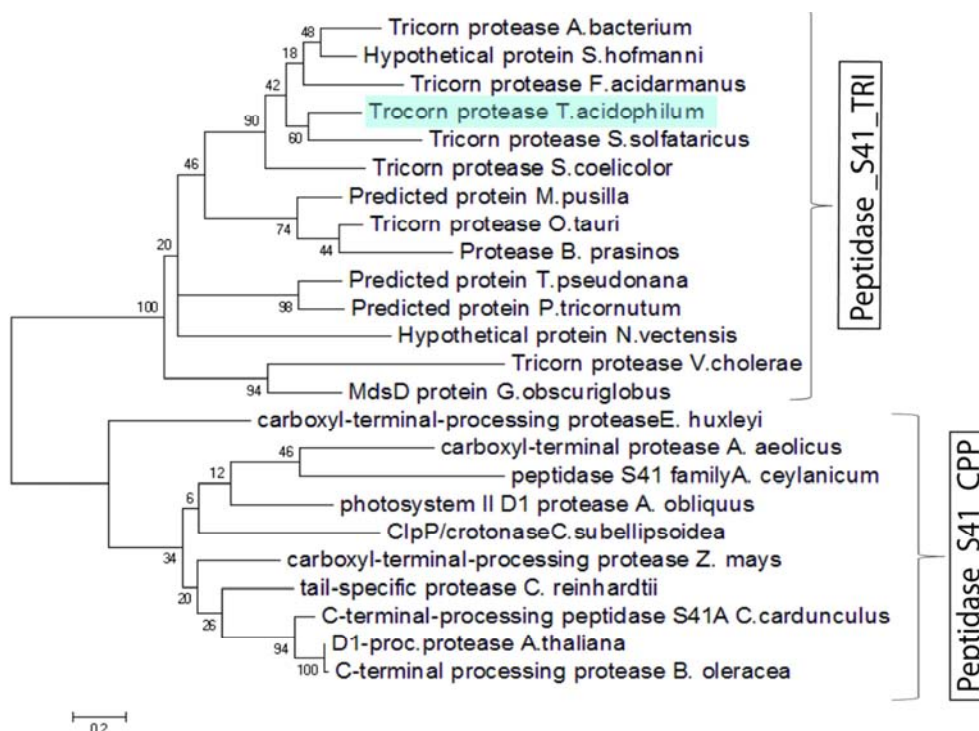 Tricorn protease A.bacterium
48
Hypothetical protein S.hofmanni
18
Tricorn protease F.acidarmanus
42
Trocorn protease T.acidophilum
90
60
Tricorn protease S.solfataricus
Tricorn protease S.coelicolor
46
Predicted protein M.pusilla
74
Tricorn protease O.tauri
44
Protease B. prasinos
20
Predicted protein T.pseudonana
100
98
Predicted protein P.tricornutum
Hypothetical protein N.vectensis
Tricorn protease V.cholerae
94
MdsD protein G.obscuriglobus
Peptidase _S41_TRI
carboxyl-terminal-processing proteaseE. huxleyi
46
carboxyl-terminal protease A. aeolicus
12
peptidase S41 familyA. ceylanicum
6
photosystem II D1 protease A. obliquus
ClpP/crotonaseC.subellipsoidea
34
carboxyl-terminal-processing protease Z. mays
20
tail-specific protease C. reinhardtii
26
C-terminal-processing peptidase S41A C.cardunculus
94
D1-proc.protease A.thaliana
100
C-terminal processing protease B. oleracea
Peptidase_S41_CPP
0.2